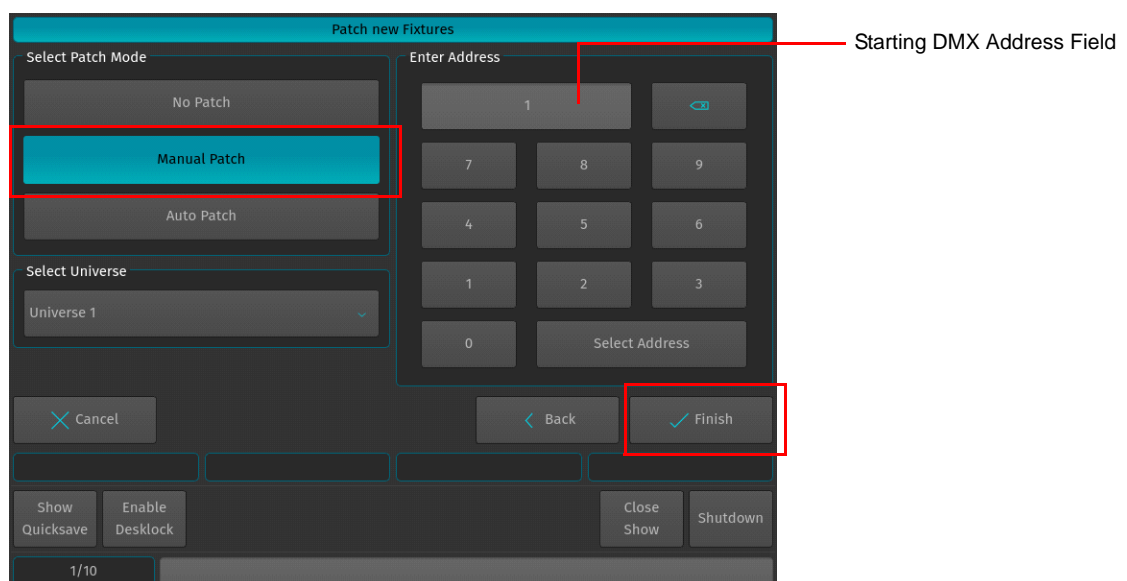 Patch new Fixtures
Starting DMX Address Field
Select Patch Mode
No Patch
Manual Patch
Auto Patch
Select Universe
Universe 1
Enter Address
1
7 8 9
4 5 6
1 2 3
0 Select Address
Cancel
Back
Finish
Show
Quicksave
Enable
Desklock
Close
Show
Shutdown
1/10